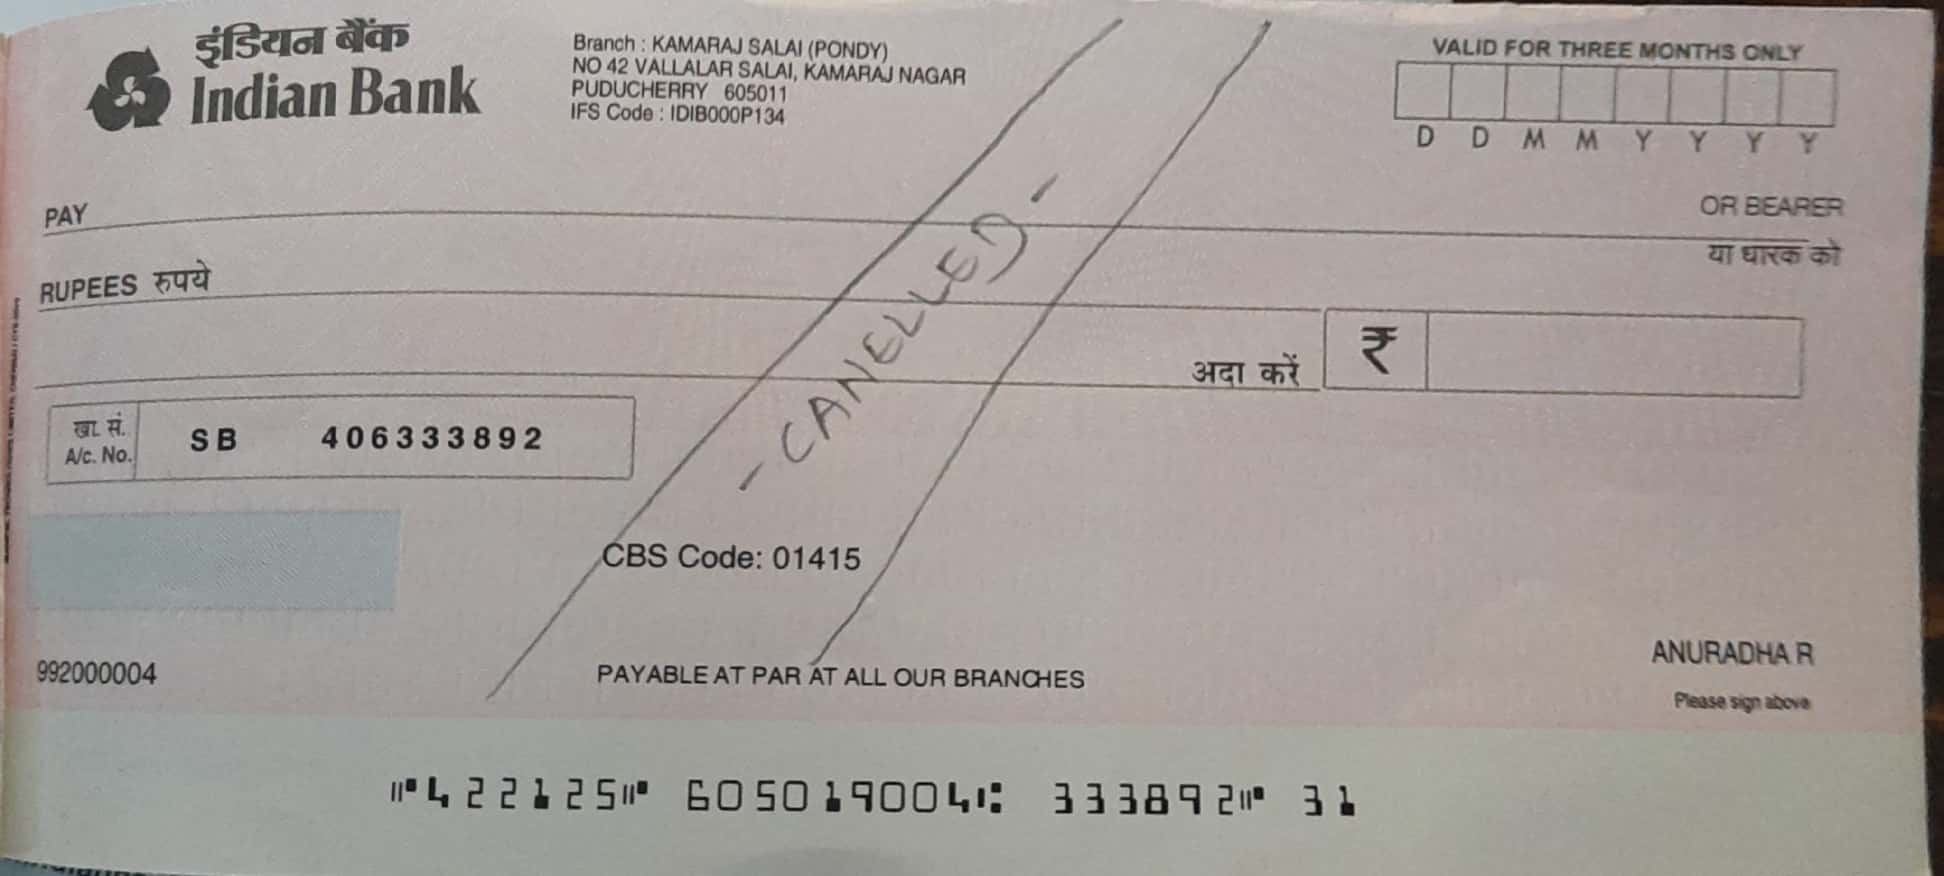 इंडियन बैंक
Indian Bank
Branch : KAMARAJ SALAI (PONDY)
NO 42 VALLALAR SALAI, KAMARAJ NAGAR
PUDUCHERRY 605011
IFS Code : IDIB000P134
VALID FOR THREE MONTHS ONLY
D D M M Y Y Y Y
PAY
OR BEARER
या धारक को
RUPEES रुपये
अदा करें ₹
- CANELLED -
खा. सं.
A/c. No.
SB 406333892
CBS Code: 01415
992000004
PAYABLE AT PAR AT ALL OUR BRANCHES
ANURADHA R
Please sign above
⑈422125⑈ 605019004⑆ 333892⑈ 31